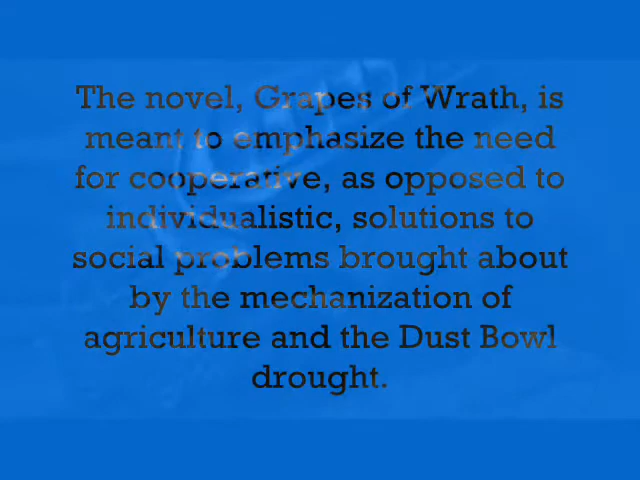 The novel, Grapes of Wrath, is
meant to emphasize the need
for cooperative, as opposed to
individualistic, solutions to
social problems brought about
by the mechanization of
agriculture and the Dust Bowl
drought.